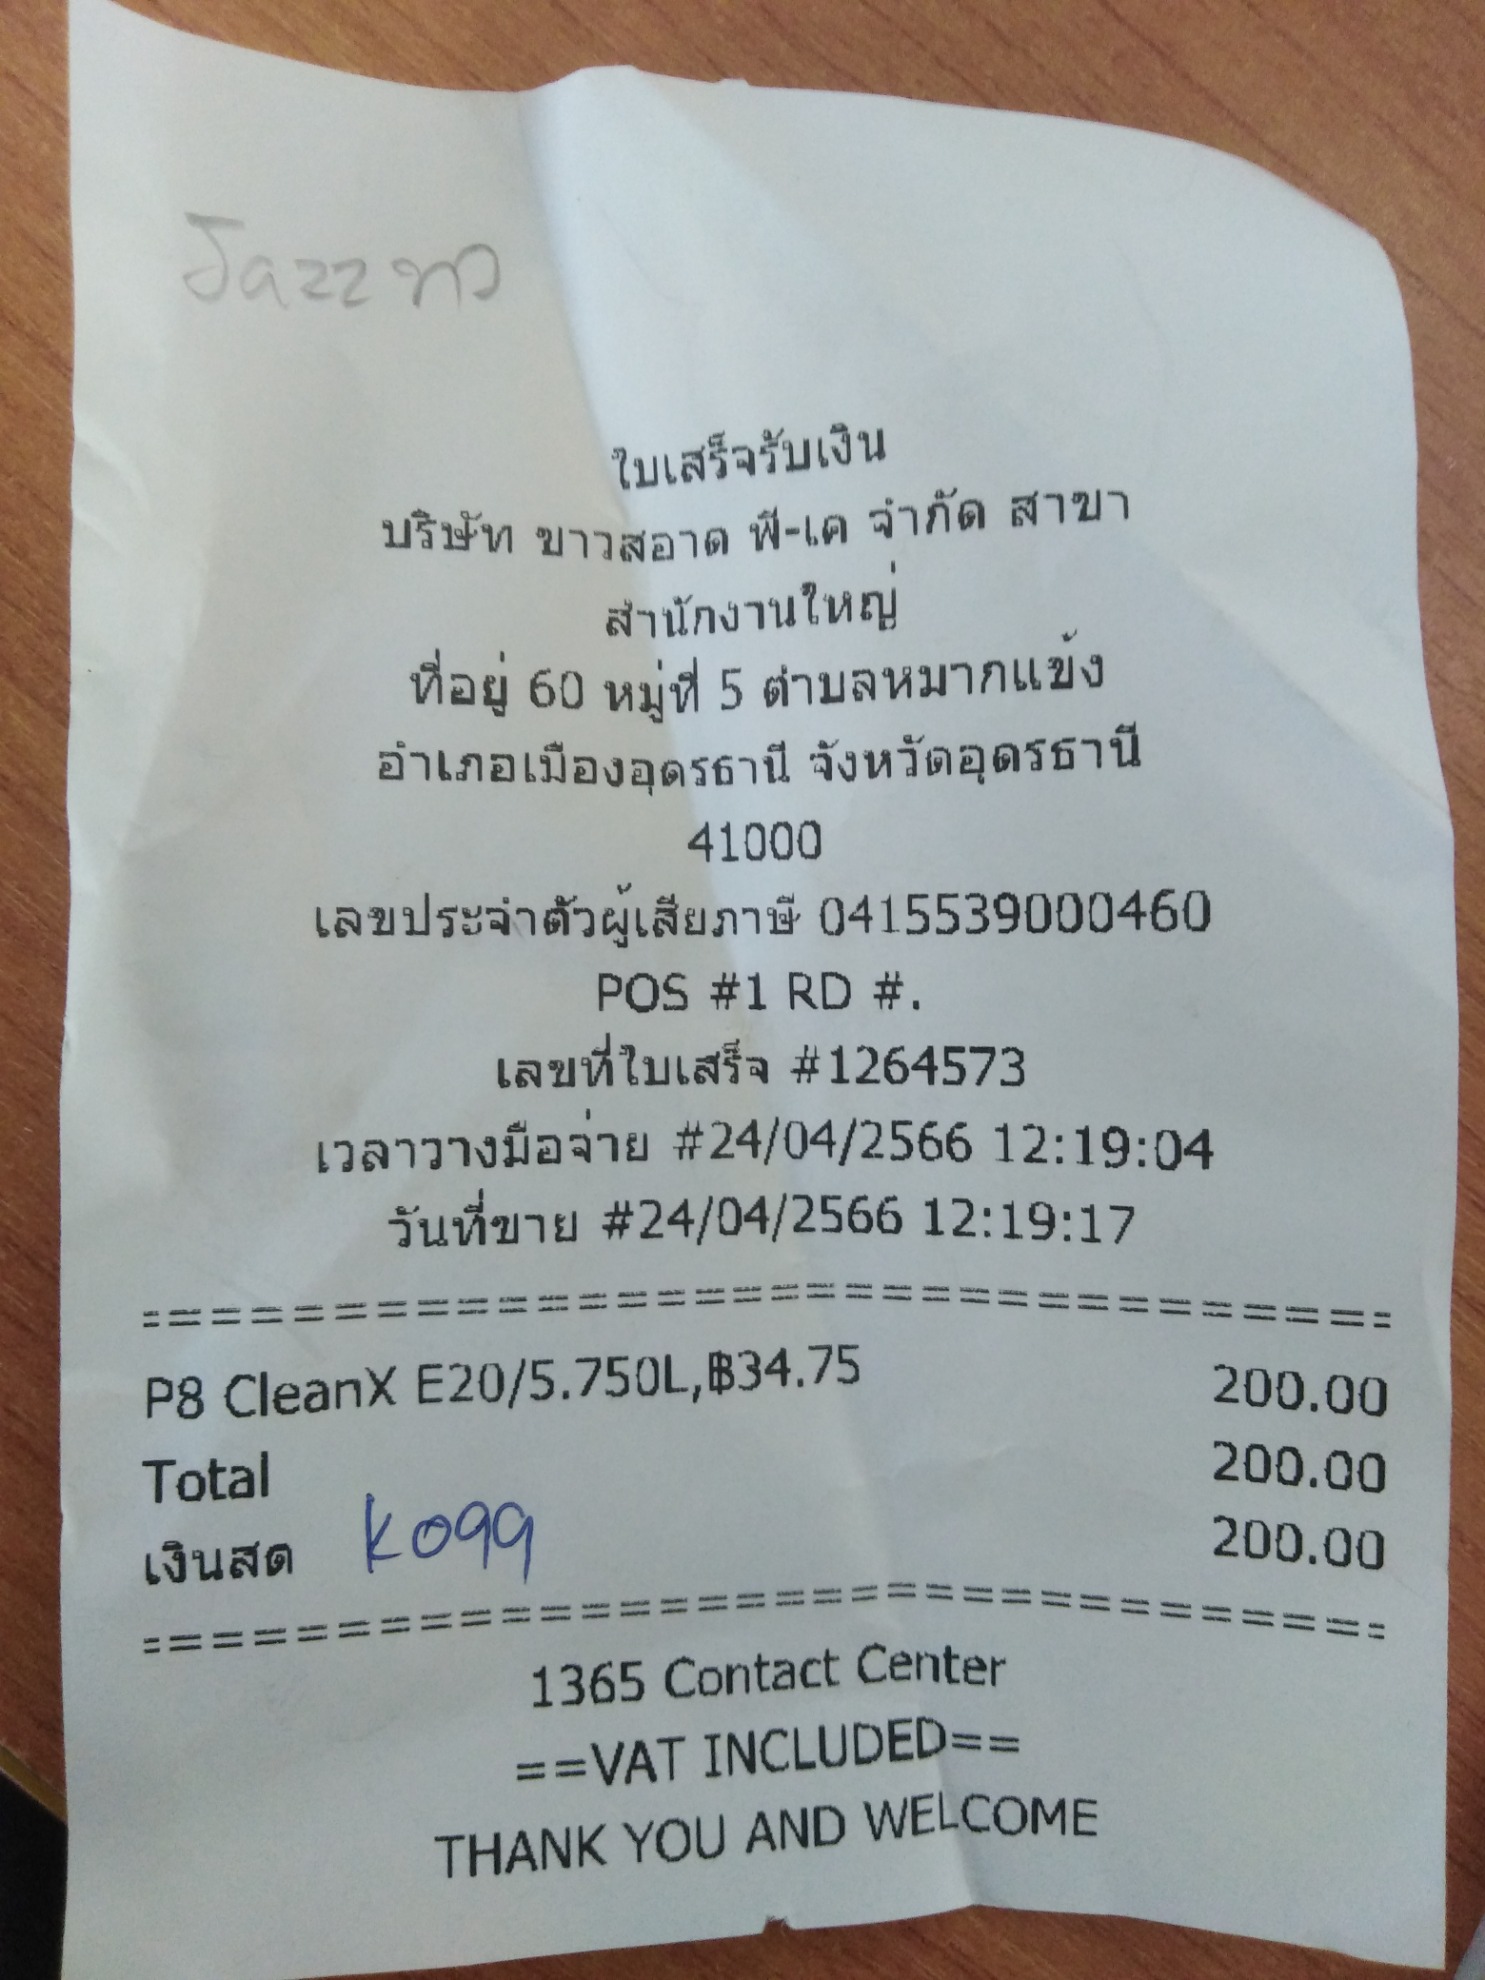 Jazz ทว
ใบเสร็จรับเงิน
บริษัท ขาวสอาด พี-เค จำกัด สาขา
สำนักงานใหญ่
ที่อยู่ 60 หมู่ที่ 5 ตำบลหมากแข้ง
อำเภอเมืองอุดรธานี จังหวัดอุดรธานี
41000
เลขประจำตัวผู้เสียภาษี 0415539000460
POS #1 RD #.
เลขที่ใบเสร็จ #1264573
เวลาวางมือจ่าย #24/04/2566 12:19:04
วันที่ขาย #24/04/2566 12:19:17
P8 CleanX E20/5.750L,฿34.75 200.00
Total 200.00
เงินสด K099 200.00
1365 Contact Center
==VAT INCLUDED==
THANK YOU AND WELCOME